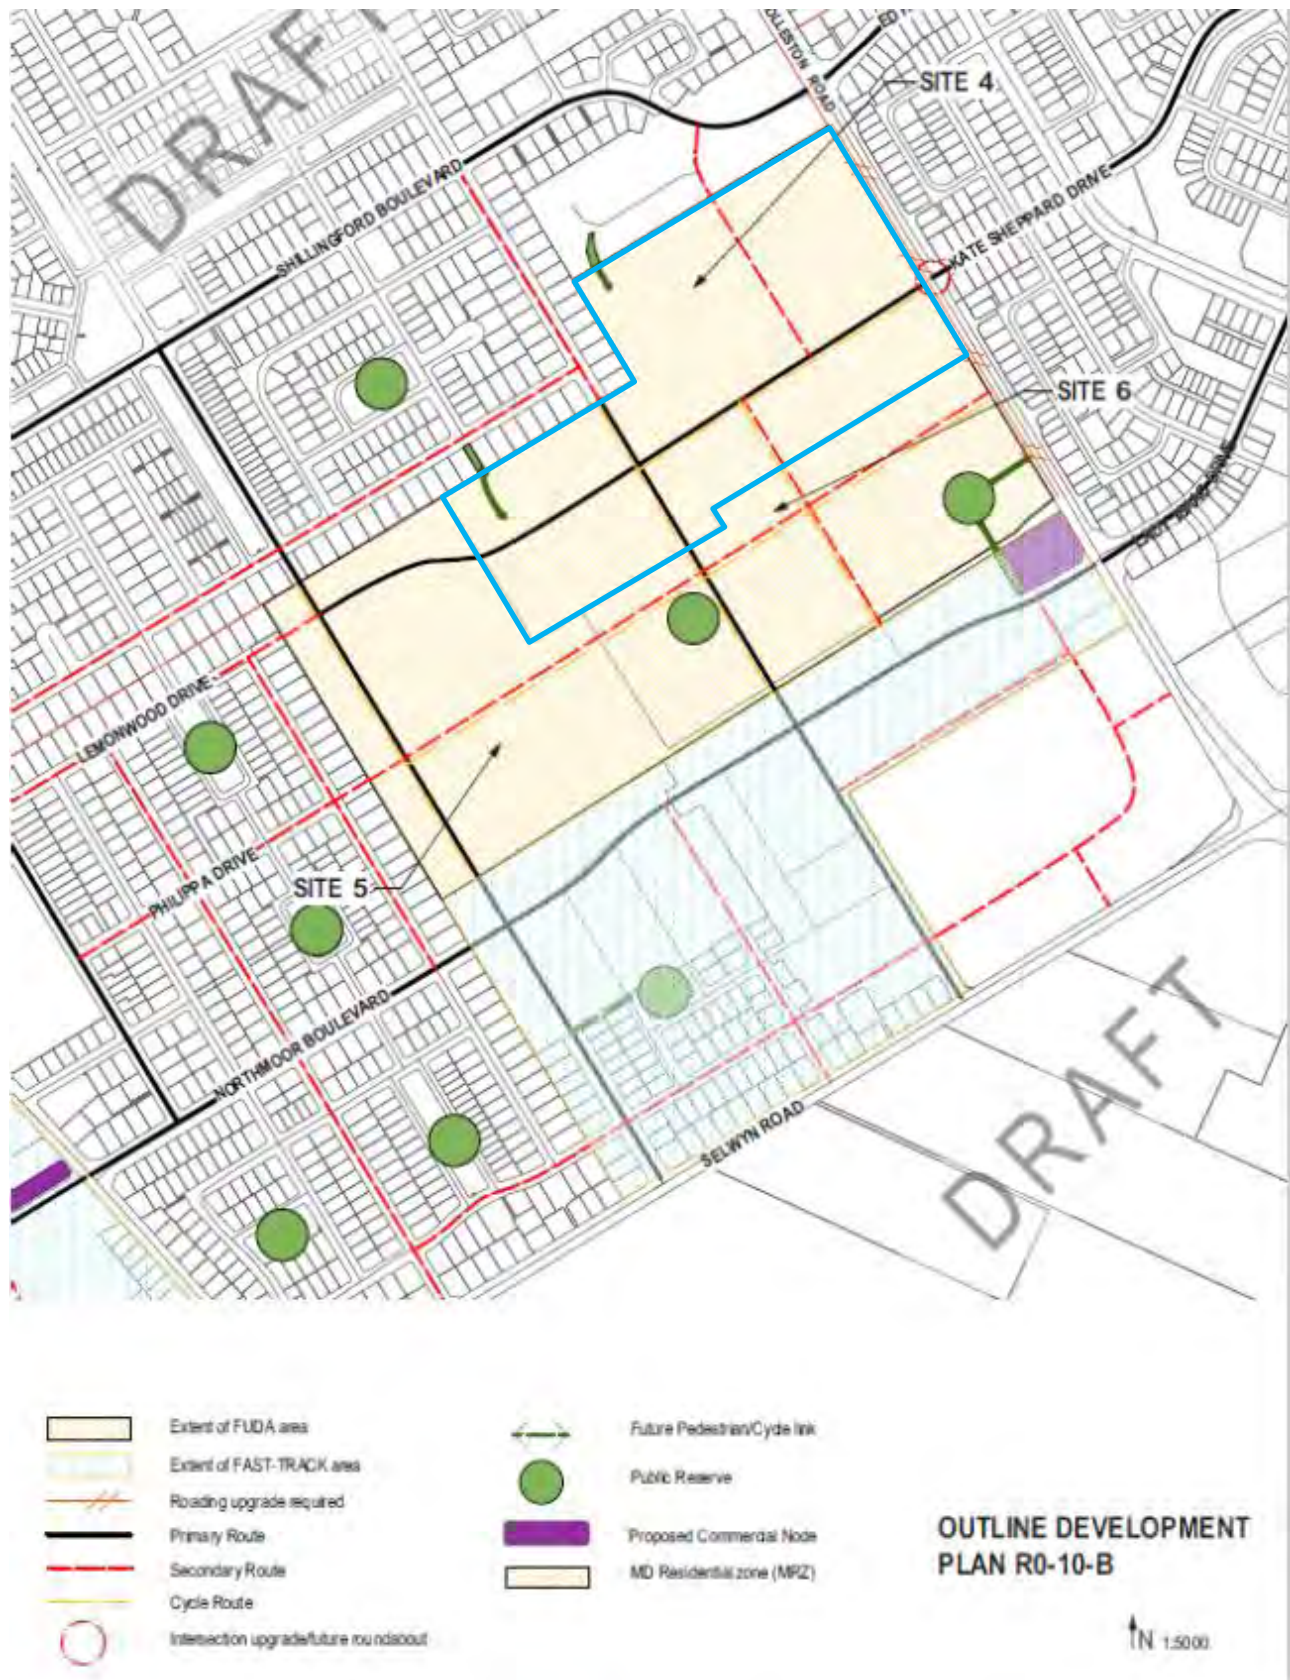 DRAFT
OLLESTON ROAD
ED
SITE 4
SHILLINGFORD BOULEVARD
KATE SHEPPARD DRIVE
SITE 6
LEMONWOOD DRIVE
PHILIPPA DRIVE
SITE 5
NORTHMOOR BOULEVARD
SELWYN ROAD
DRAFT
Extent of FUDA area
Extent of FAST-TRACK area
Roading upgrade required
Primary Route
Secondary Route
Cycle Route
Intersection upgrade/future roundabout
Future Pedestrian/Cycle link
Public Reserve
Proposed Commercial Node
MD Residential zone (MRZ)
OUTLINE DEVELOPMENT
PLAN R0-10-B
N 1:5000